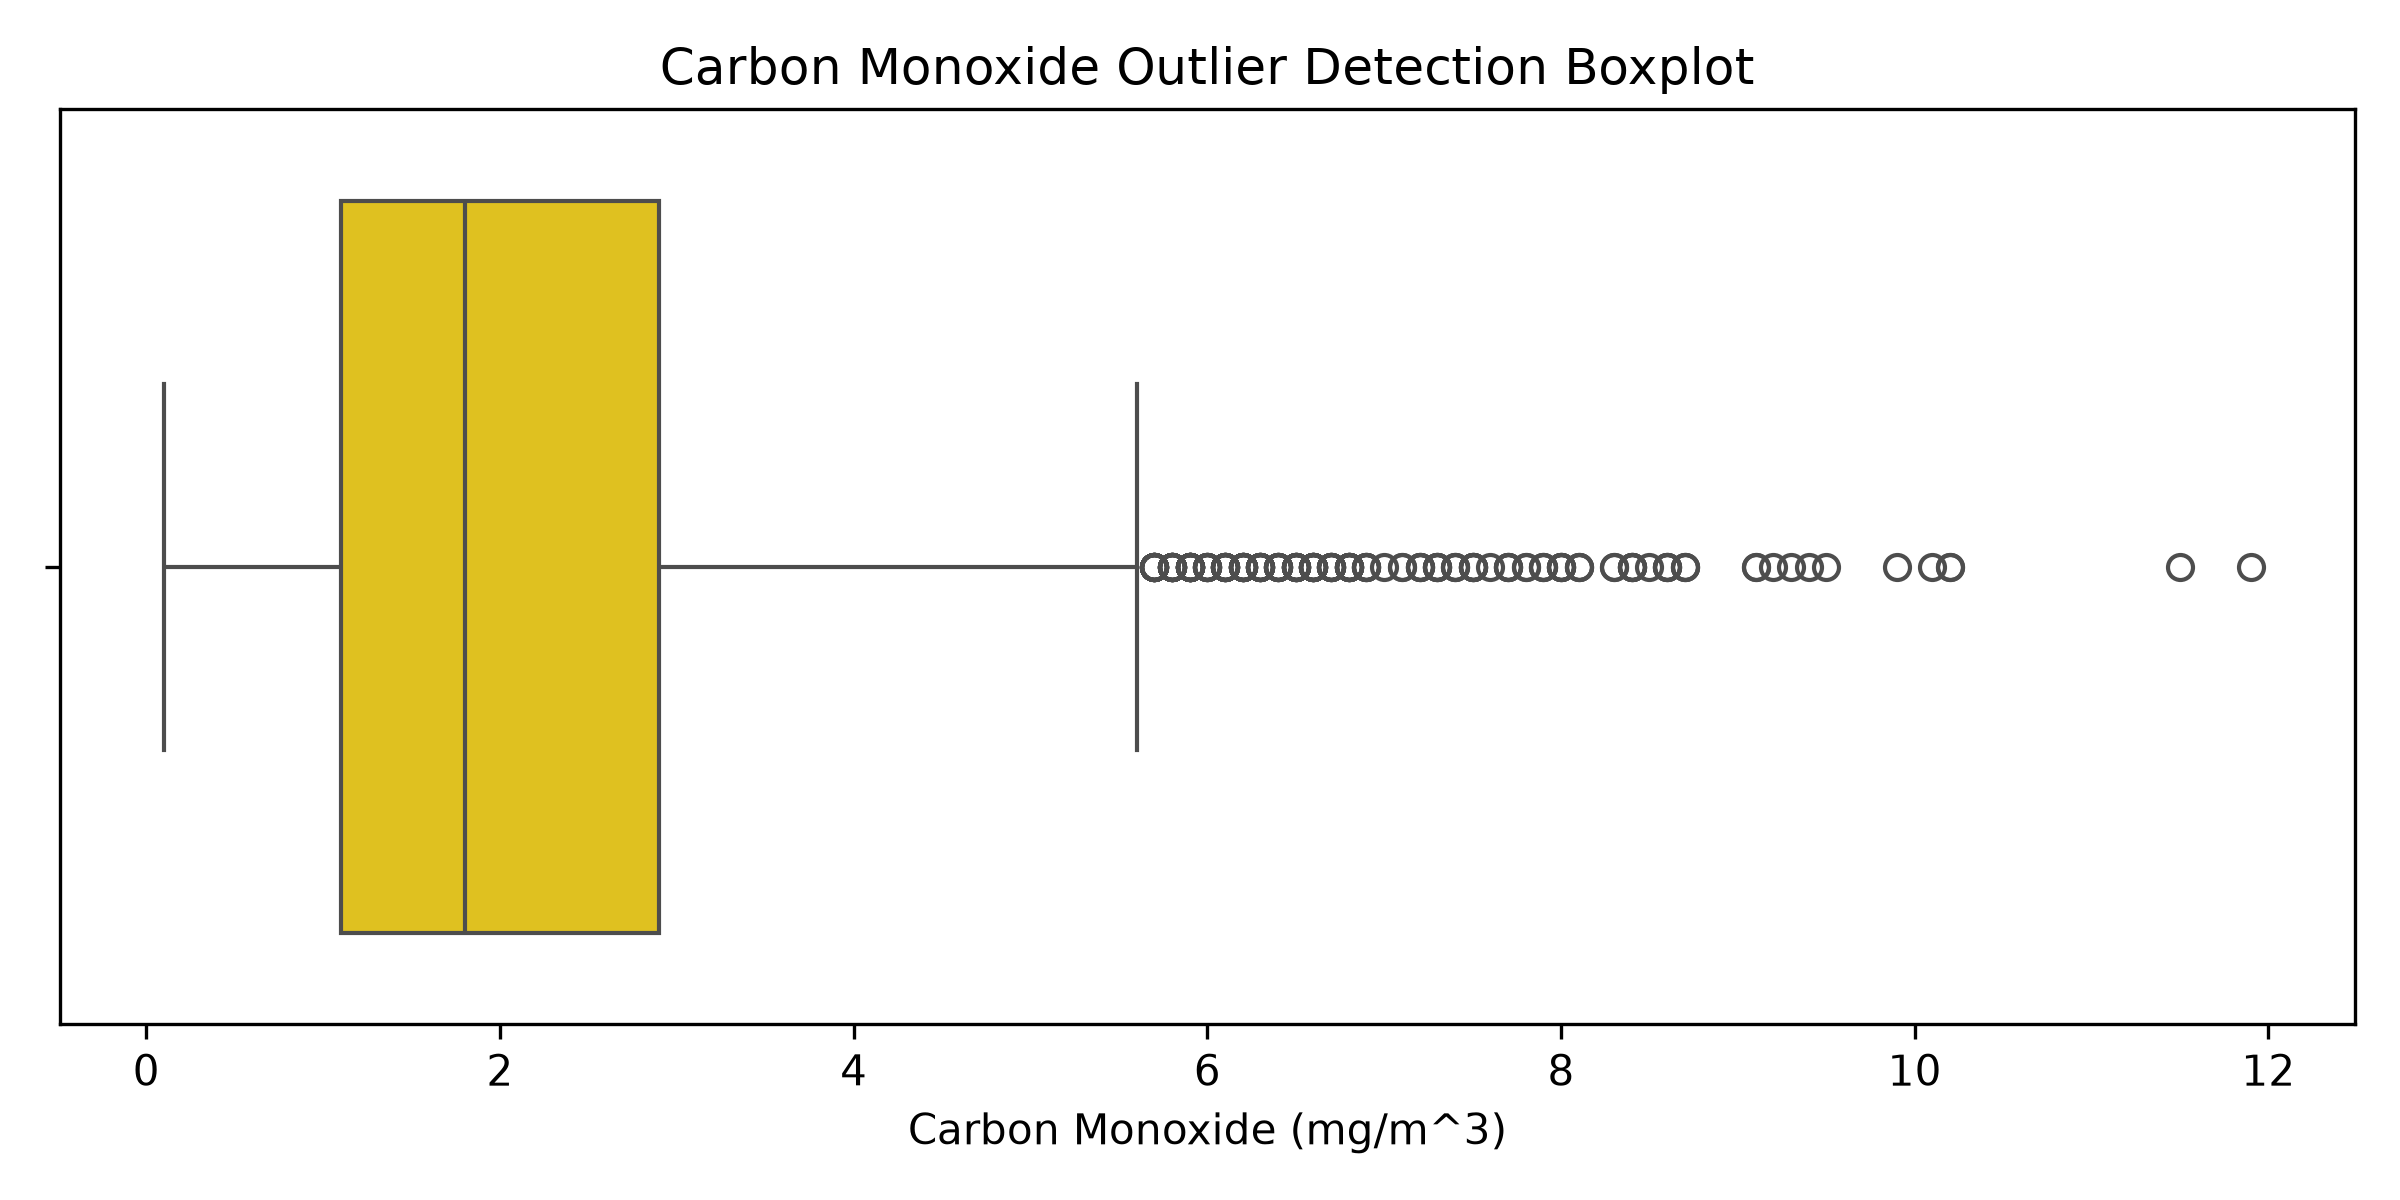 Carbon Monoxide Outlier Detection Boxplot
0 2 4 6 8 10 12
Carbon Monoxide (mg/m^3)